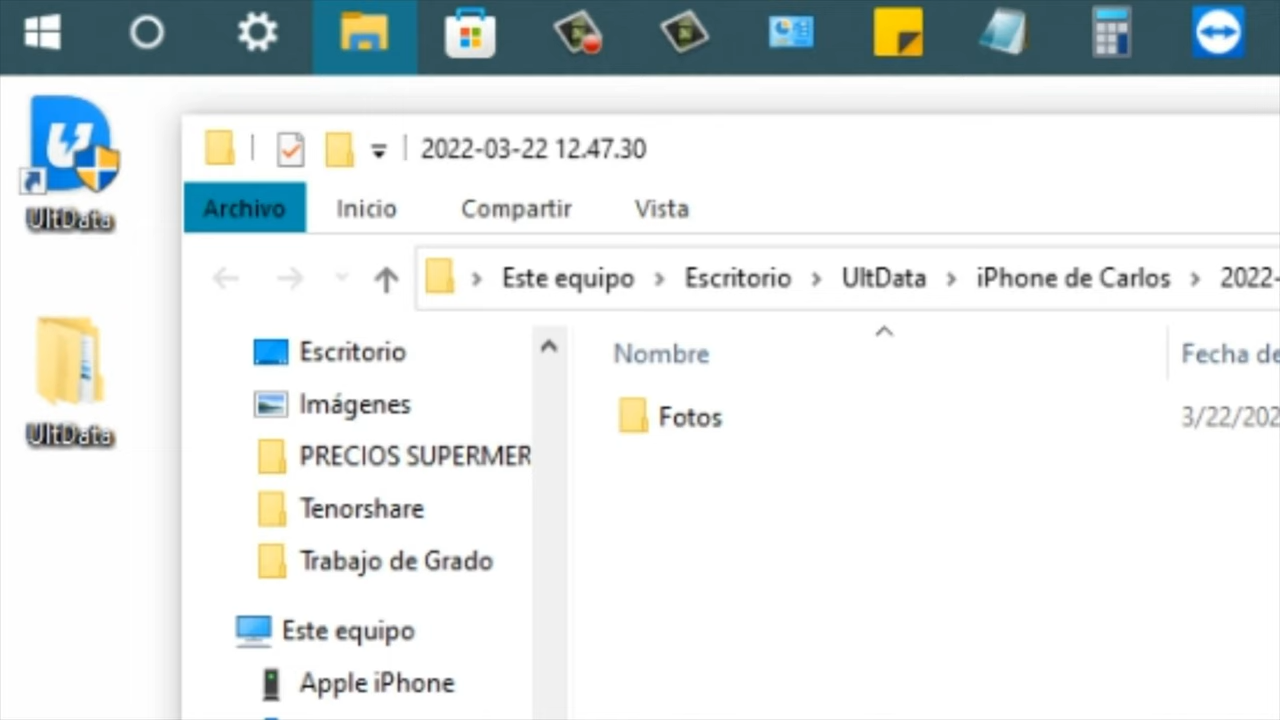 UltData
UltData
2022-03-22 12.47.30
Archivo Inicio Compartir Vista
Este equipo Escritorio UltData iPhone de Carlos 2022-
Escritorio
Imágenes
PRECIOS SUPERMER
Tenorshare
Trabajo de Grado
Este equipo
Apple iPhone
Nombre Fecha de
Fotos 3/22/202